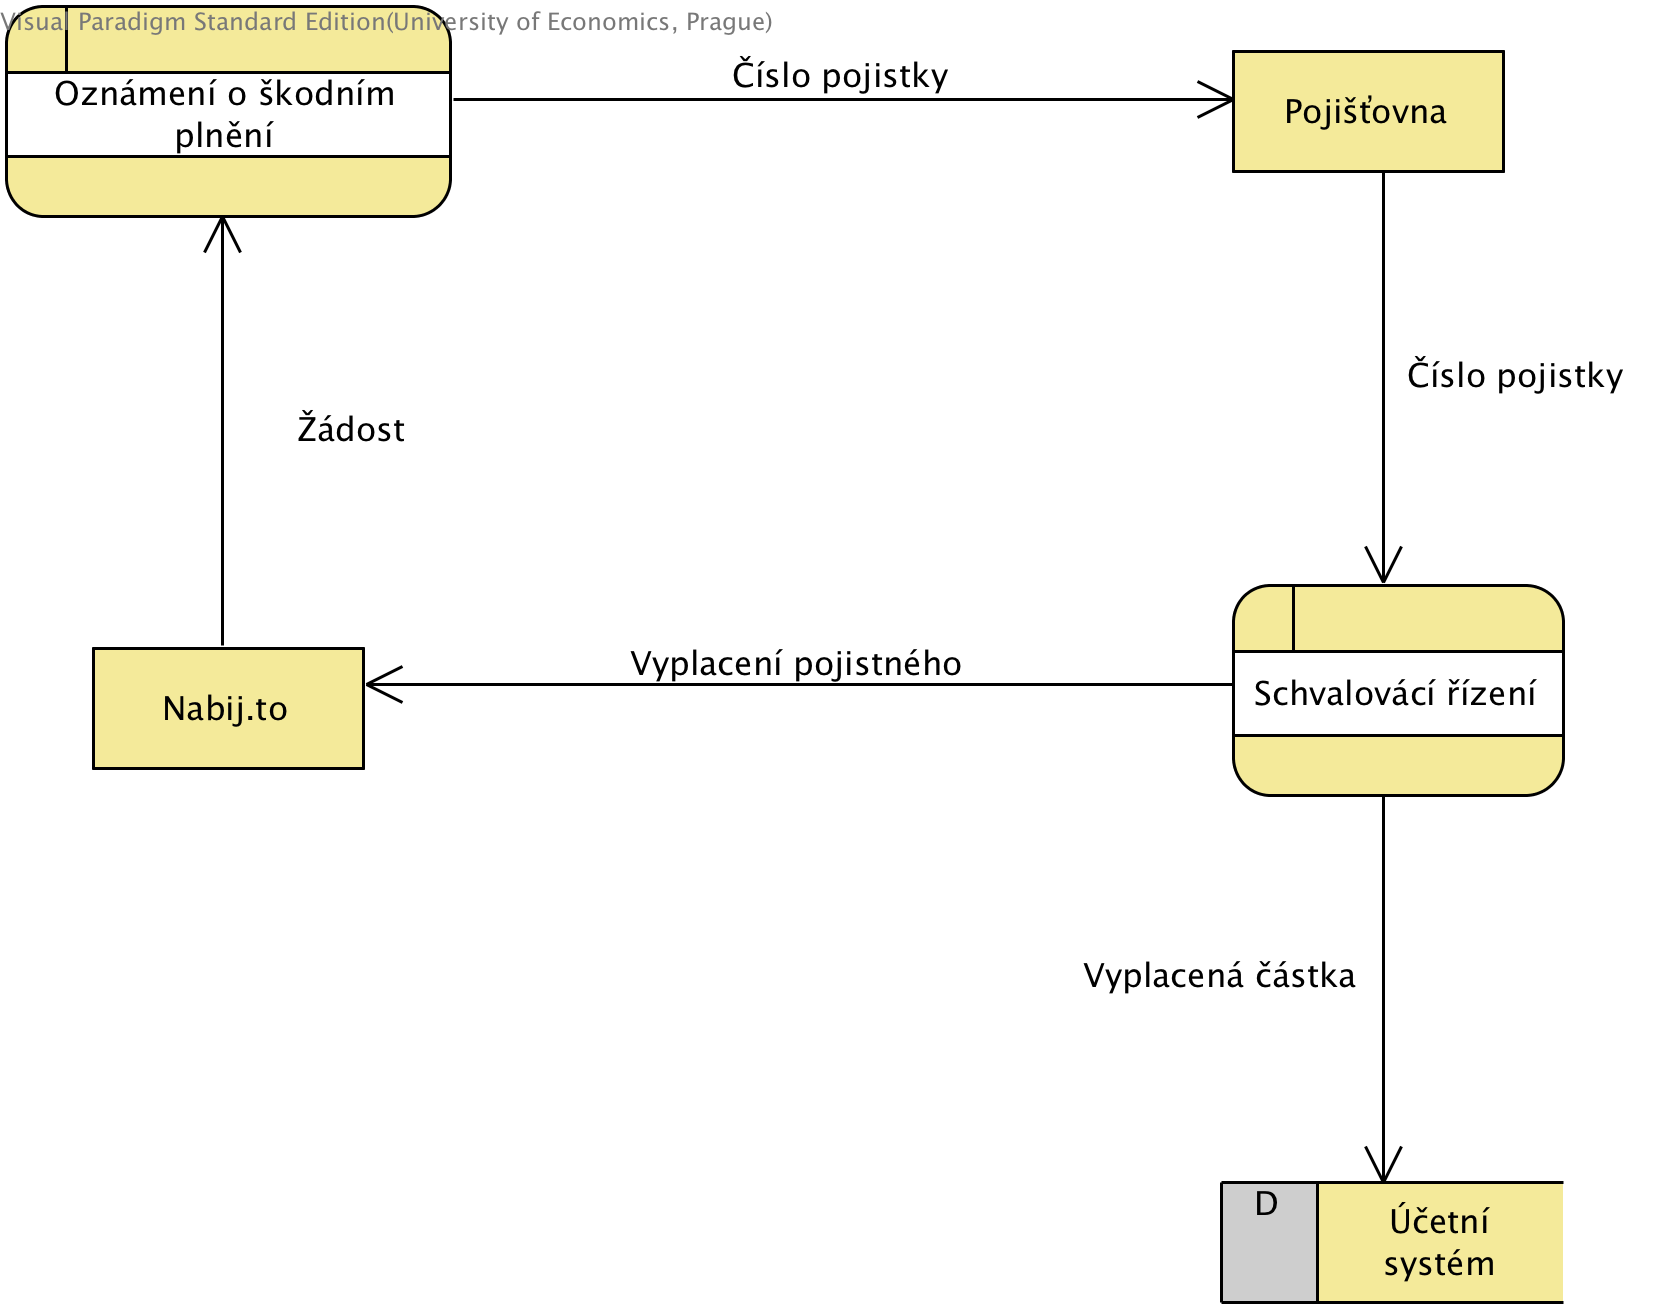 Visual Paradigm Standard Edition(University of Economics, Prague)
Oznámení o škodním
plnění
Číslo pojistky
Pojišťovna
Číslo pojistky
Žádost
Vyplacení pojistného
Nabij.to
Schvalovácí řízení
Vyplacená částka
D
Účetní
systém